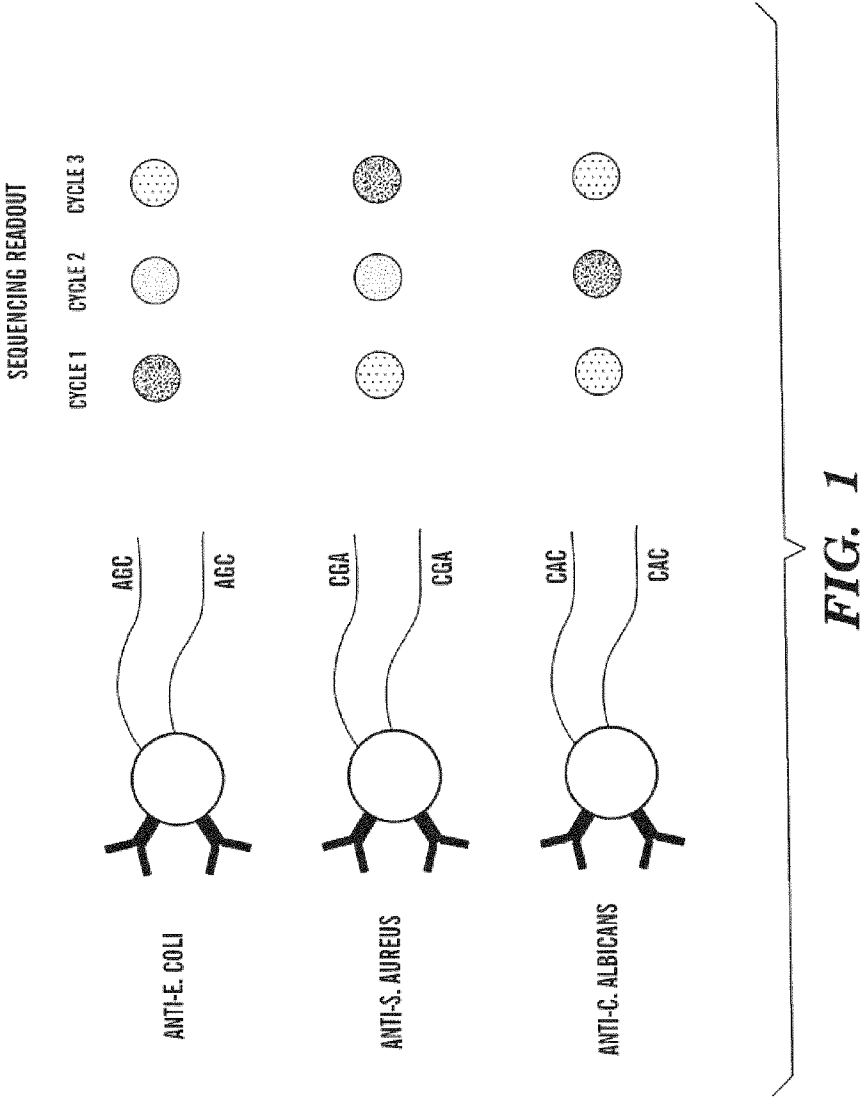 SEQUENCING READOUT
CYCLE 1 CYCLE 2 CYCLE 3
ANTI-E. COLI
AGC
AGC
ANTI-S. AUREUS
CGA
CGA
ANTI-C. ALBICANS
CAC
CAC
FIG. 1